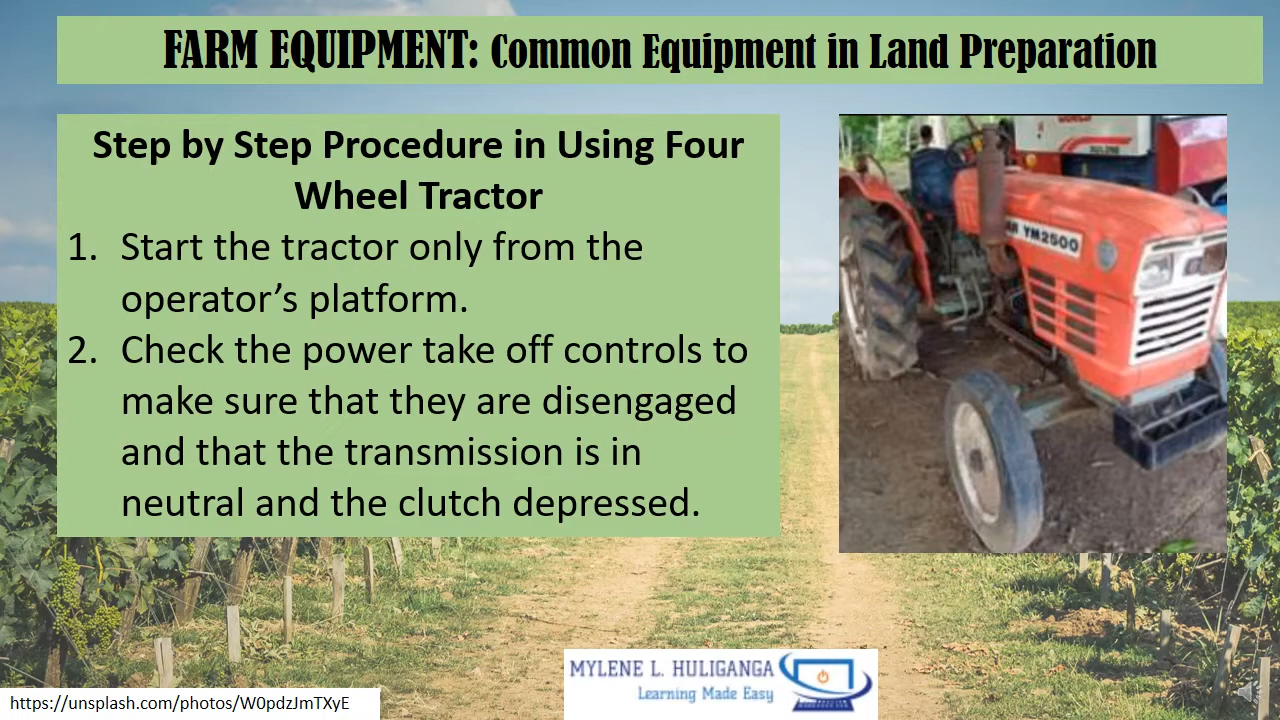 FARM EQUIPMENT: Common Equipment in Land Preparation
Step by Step Procedure in Using Four
Wheel Tractor
1. Start the tractor only from the
operator’s platform.
2. Check the power take off controls to
make sure that they are disengaged
and that the transmission is in
neutral and the clutch depressed.
YM2500
MYLENE L. HULIGANGA
Learning Made Easy
https://unsplash.com/photos/W0pdzJmTXyE